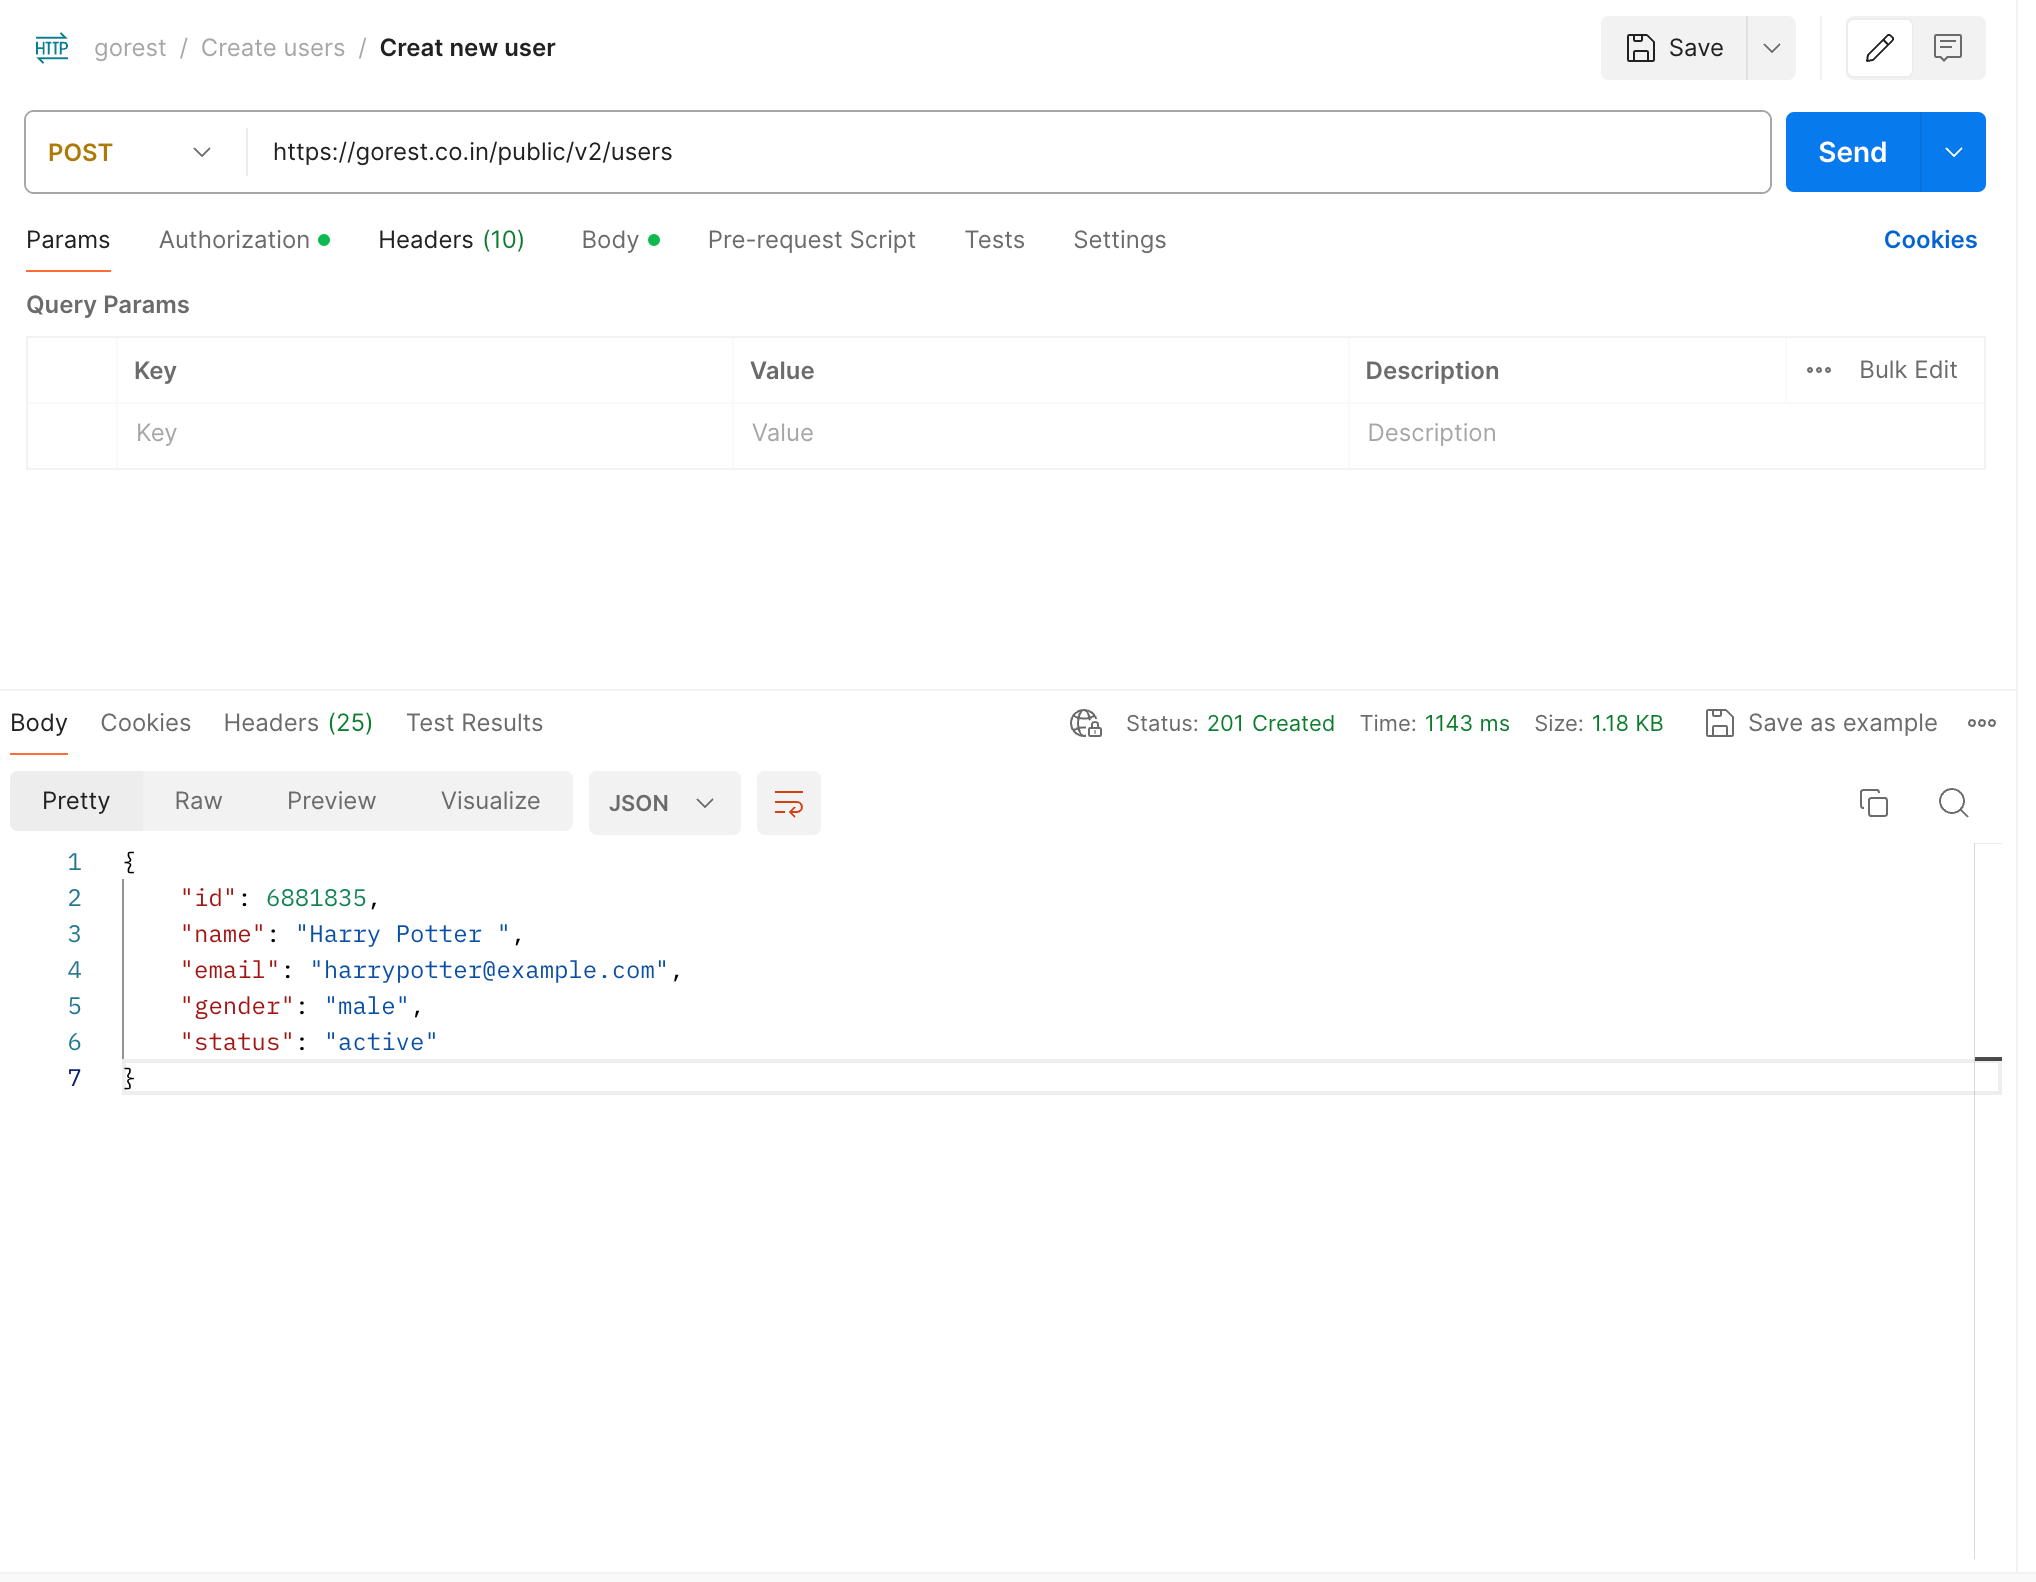 HTTP gorest / Create users / Creat new user Save
POST https://gorest.co.in/public/v2/users Send
Params Authorization Headers (10) Body Pre-request Script Tests Settings Cookies
Query Params
Key Value Description Bulk Edit
Key Value Description
Body Cookies Headers (25) Test Results Status: 201 Created Time: 1143 ms Size: 1.18 KB Save as example
Pretty Raw Preview Visualize JSON
1 {
2 "id": 6881835,
3 "name": "Harry Potter ",
4 "email": "harrypotter@example.com",
5 "gender": "male",
6 "status": "active"
7 }